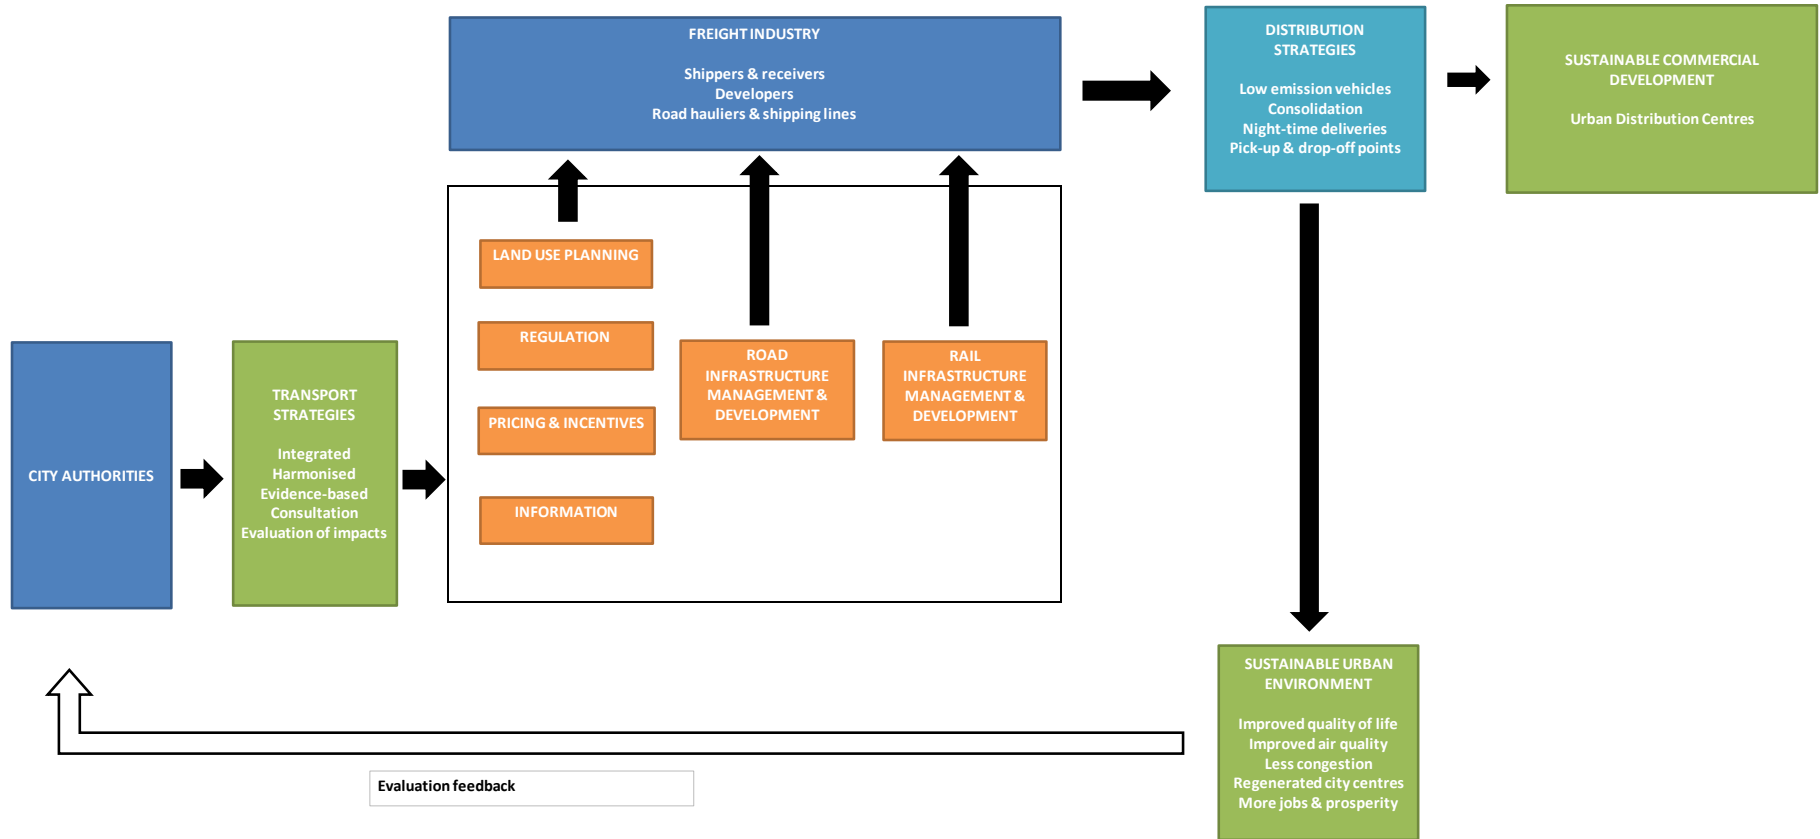 FREIGHT INDUSTRY
Shippers & receivers
Developers
Road hauliers & shipping lines
DISTRIBUTION
STRATEGIES
Low emission vehicles
Consolidation
Night-time deliveries
Pick-up & drop-off points
SUSTAINABLE COMMERCIAL
DEVELOPMENT
Urban Distribution Centres
LAND USE PLANNING
REGULATION
PRICING & INCENTIVES
INFORMATION
ROAD
INFRASTRUCTURE
MANAGEMENT &
DEVELOPMENT
RAIL
INFRASTRUCTURE
MANAGEMENT &
DEVELOPMENT
CITY AUTHORITIES
TRANSPORT
STRATEGIES
Integrated
Harmonised
Evidence-based
Consultation
Evaluation of impacts
SUSTAINABLE URBAN
ENVIRONMENT
Improved quality of life
Improved air quality
Less congestion
Regenerated city centres
More jobs & prosperity
Evaluation feedback